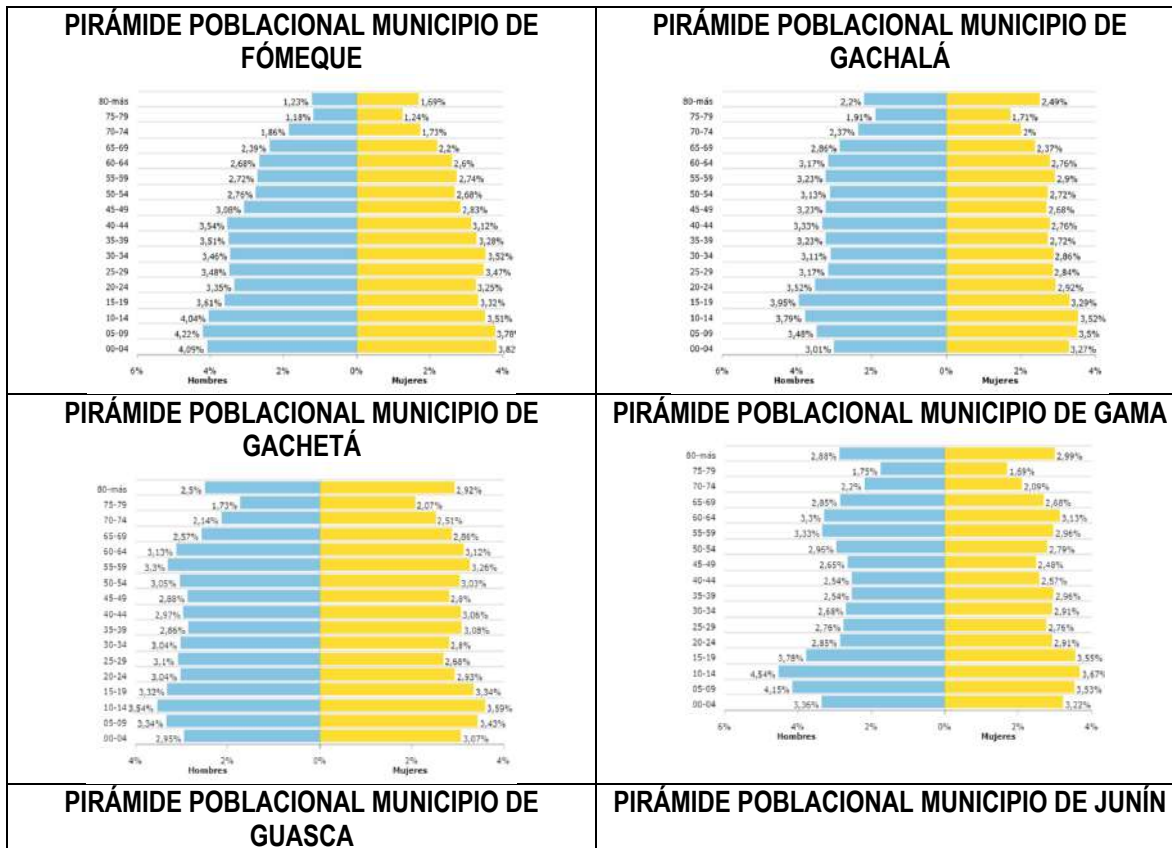 PIRÁMIDE POBLACIONAL MUNICIPIO DE
FÓMEQUE
80-más 1,23% 1,69%
75-79 1,18% 1,24%
70-74 1,86% 1,73%
65-69 2,39% 2,2%
60-64 2,68% 2,6%
55-59 2,72% 2,74%
50-54 2,76% 2,68%
45-49 3,08% 2,83%
40-44 3,54% 3,12%
35-39 3,51% 3,28%
30-34 3,46% 3,52%
25-29 3,48% 3,47%
20-24 3,35% 3,25%
15-19 3,61% 3,32%
10-14 4,04% 3,51%
05-09 4,22% 3,78%
00-04 4,09% 3,82
6% 4% 2% 0% 2% 4%
Hombres Mujeres
PIRÁMIDE POBLACIONAL MUNICIPIO DE
GACHALÁ
80-más 2,2% 2,49%
75-79 1,91% 1,71%
70-74 2,37% 2%
65-69 2,86% 2,37%
60-64 3,17% 2,76%
55-59 3,23% 2,9%
50-54 3,13% 2,72%
45-49 3,23% 2,68%
40-44 3,33% 2,76%
35-39 3,23% 2,72%
30-34 3,11% 2,86%
25-29 3,17% 2,84%
20-24 3,52% 2,92%
15-19 3,95% 3,29%
10-14 3,79% 3,52%
05-09 3,48% 3,5%
00-04 3,01% 3,27%
6% 4% 2% 0% 2% 4%
Hombres Mujeres
PIRÁMIDE POBLACIONAL MUNICIPIO DE
GACHETÁ
80-más 2,5% 2,92%
75-79 1,73% 2,07%
70-74 2,14% 2,51%
65-69 2,57% 2,86%
60-64 3,13% 3,12%
55-59 3,3% 3,26%
50-54 3,05% 3,03%
45-49 2,88% 2,8%
40-44 2,97% 3,06%
35-39 2,86% 3,08%
30-34 3,04% 2,8%
25-29 3,1% 2,68%
20-24 3,04% 2,93%
15-19 3,32% 3,34%
10-14 3,54% 3,59%
05-09 3,34% 3,43%
00-04 2,95% 3,07%
4% 2% 0% 2% 4%
Hombres Mujeres
PIRÁMIDE POBLACIONAL MUNICIPIO DE GAMA
80-más 2,88% 2,99%
75-79 1,75% 1,69%
70-74 2,2% 2,09%
65-69 2,85% 2,68%
60-64 3,3% 3,13%
55-59 3,33% 2,96%
50-54 2,96% 2,79%
45-49 2,65% 2,48%
40-44 2,54% 2,57%
35-39 2,54% 2,96%
30-34 2,68% 2,91%
25-29 2,76% 2,76%
20-24 2,85% 2,91%
15-19 3,78% 3,55%
10-14 4,54% 3,67%
05-09 4,15% 3,53%
00-04 3,36% 3,22%
6% 4% 2% 0% 2% 4%
Hombres Mujeres
PIRÁMIDE POBLACIONAL MUNICIPIO DE
GUASCA
PIRÁMIDE POBLACIONAL MUNICIPIO DE JUNÍN